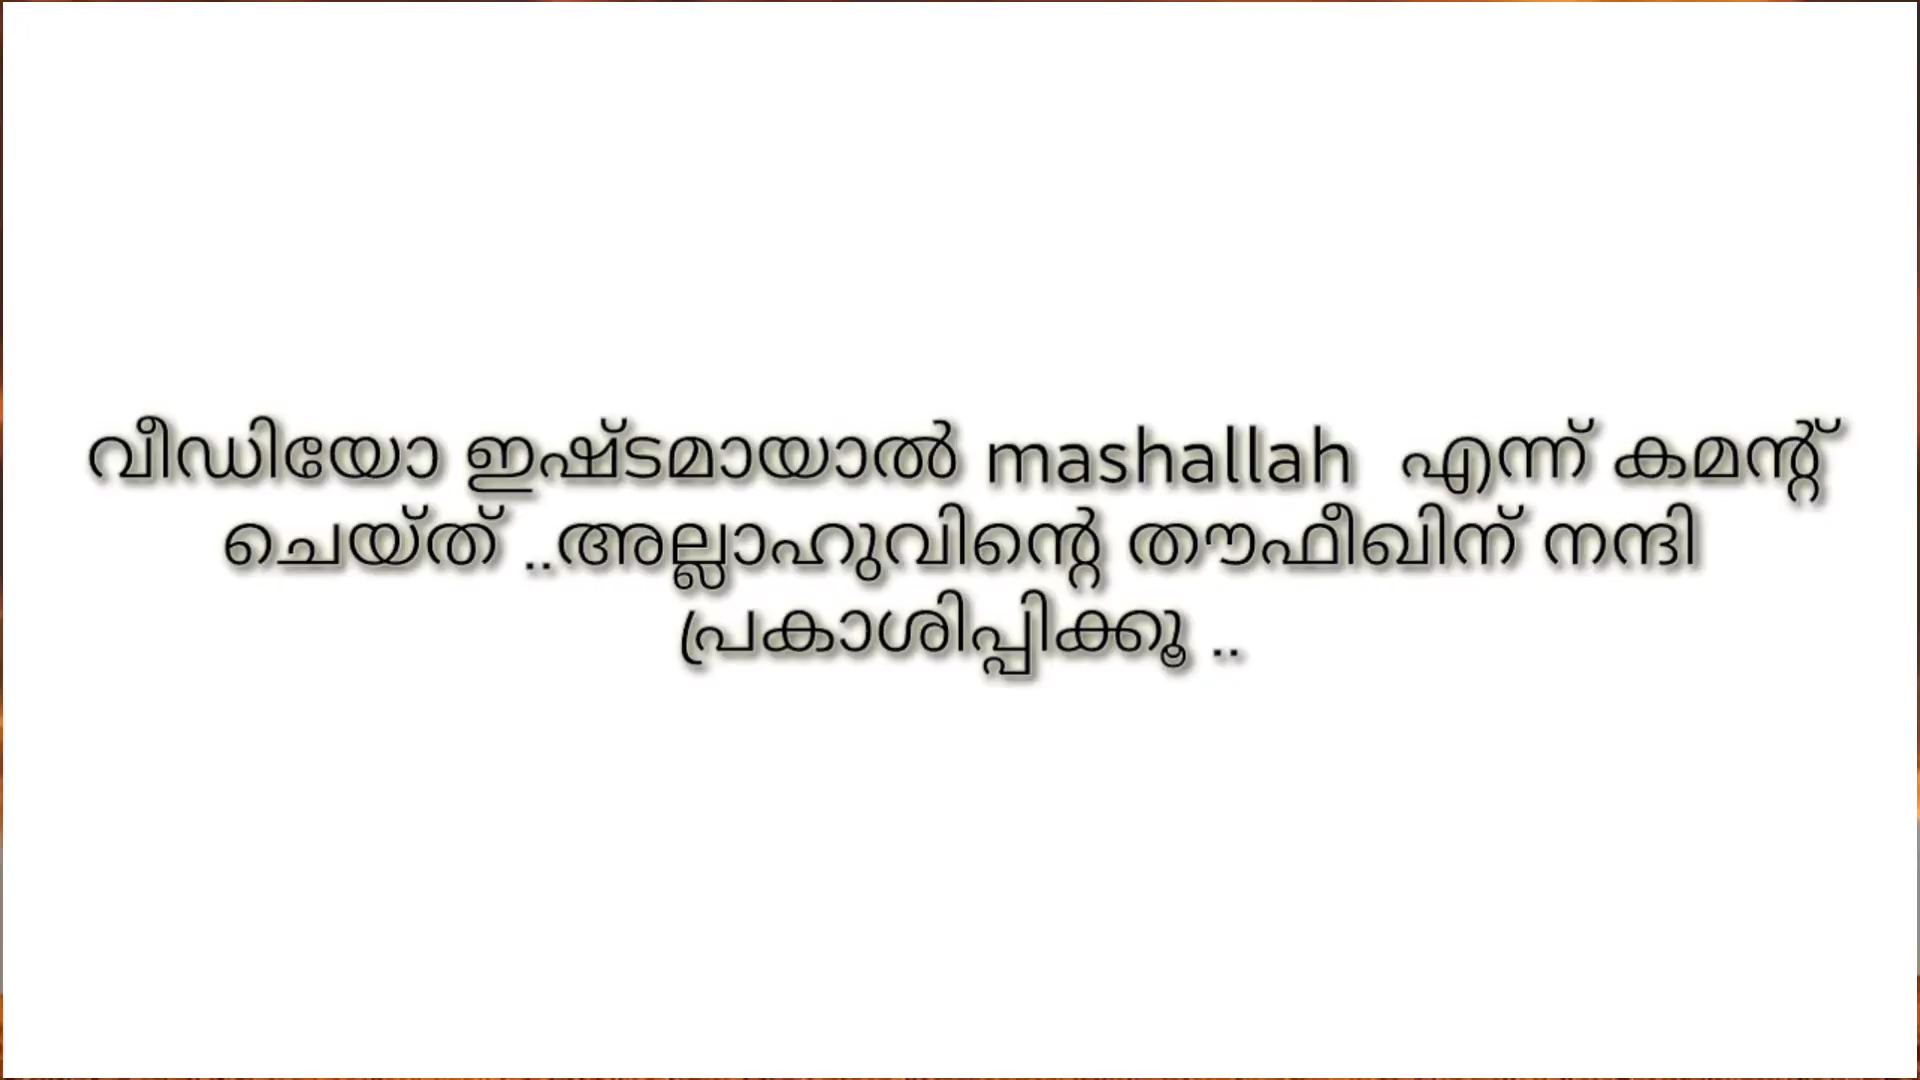 വീഡിയോ ഇഷ്ടമായാൽ mashallah എന്ന് കമന്റ്
ചെയ്ത് ..അല്ലാഹുവിന്റെ തൗഫീഖിന് നന്ദി
പ്രകാശിപ്പിക്കൂ ..